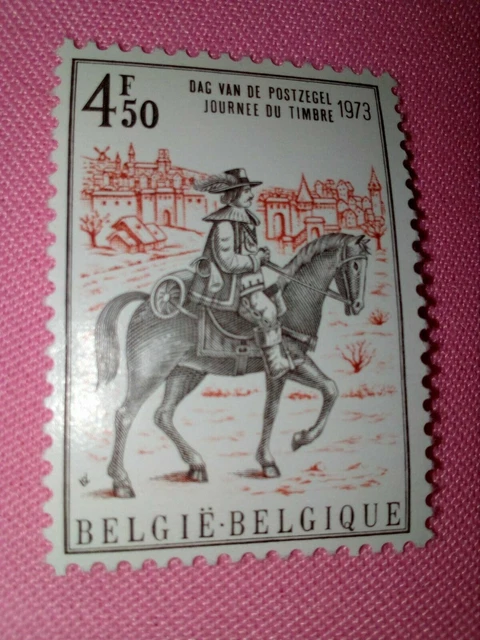 4F50
DAG VAN DE POSTZEGEL
JOURNEE DU TIMBRE 1973
BELGIË·BELGIQUE